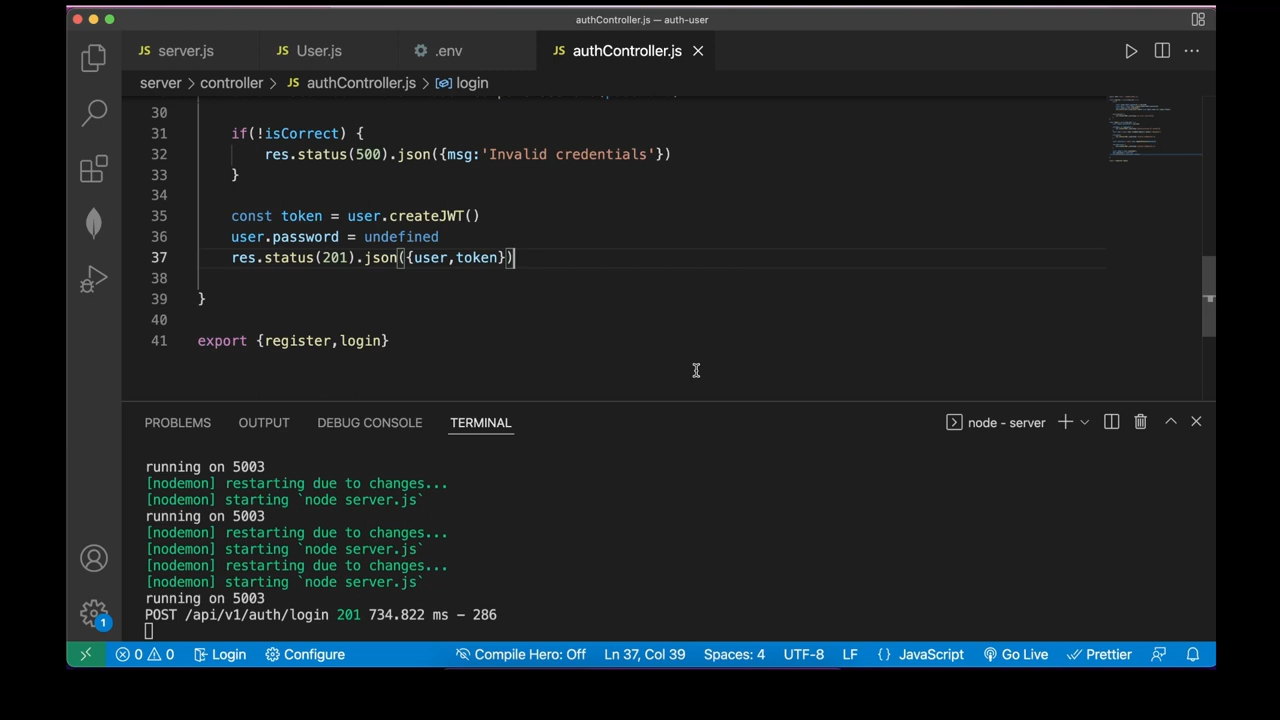 authController.js — auth-user
JS server.js JS User.js .env JS authController.js
server > controller > JS authController.js > login
30
31 if(!isCorrect) {
32 res.status(500).json({msg:'Invalid credentials'})
33 }
34
35 const token = user.createJWT()
36 user.password = undefined
37 res.status(201).json({user,token})
38
39 }
40
41 export {register,login}
PROBLEMS OUTPUT DEBUG CONSOLE TERMINAL node - server
running on 5003
[nodemon] restarting due to changes...
[nodemon] starting `node server.js`
running on 5003
[nodemon] restarting due to changes...
[nodemon] starting `node server.js`
[nodemon] restarting due to changes...
[nodemon] starting `node server.js`
running on 5003
POST /api/v1/auth/login 201 734.822 ms - 286
1
0 0 Login Configure Compile Hero: Off Ln 37, Col 39 Spaces: 4 UTF-8 LF {} JavaScript Go Live Prettier